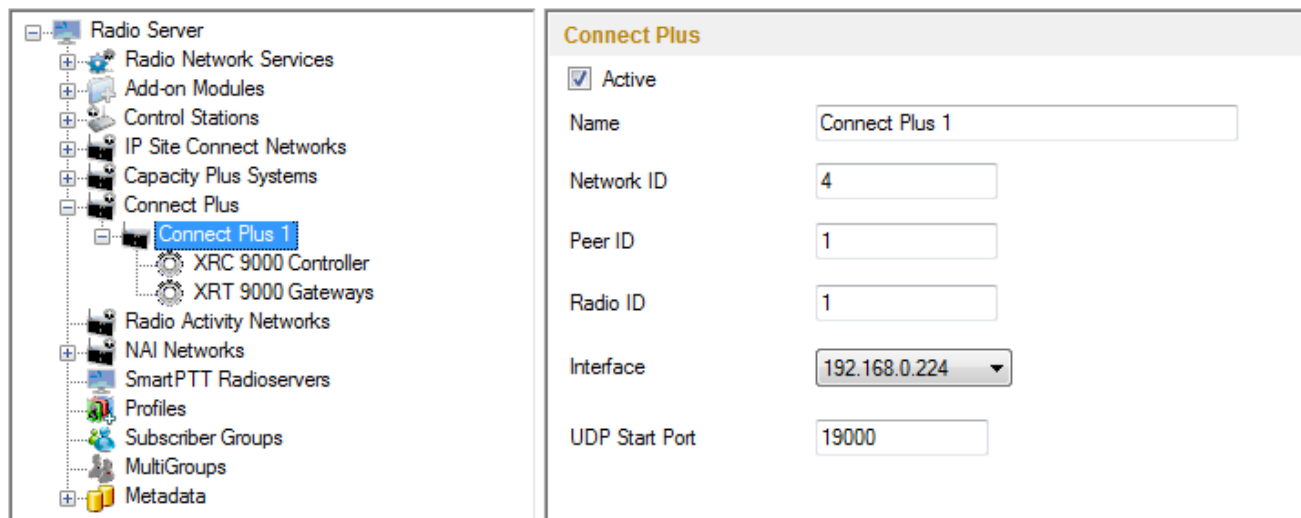 Radio Server
Radio Network Services
Add-on Modules
Control Stations
IP Site Connect Networks
Capacity Plus Systems
Connect Plus
Connect Plus 1
XRC 9000 Controller
XRT 9000 Gateways
Radio Activity Networks
NAI Networks
SmartPTT Radioservers
Profiles
Subscriber Groups
MultiGroups
Metadata
Connect Plus
Active
Name Connect Plus 1
Network ID 4
Peer ID 1
Radio ID 1
Interface 192.168.0.224
UDP Start Port 19000